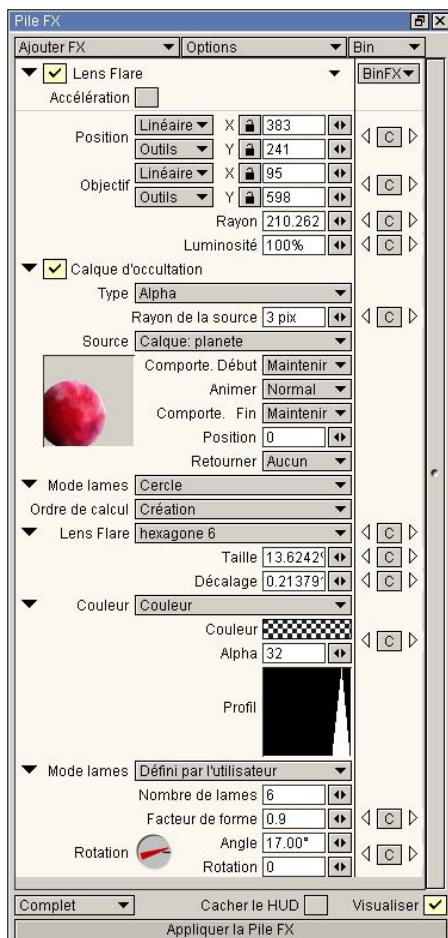 Pile FX
Ajouter FX Options Bin
Lens Flare BinFX
Accélération
Linéaire X 383
Position C
Outils Y 241
Linéaire X 95
Objectif C
Outils Y 598
Rayon 210.262 C
Luminosité 100% C
Calque d'occultation
Type Alpha
Rayon de la source 3 pix C
Source Calque: planete
Comporte. Début Maintenir
Animer Normal
Comporte. Fin Maintenir
Position 0
Retourner Aucun
Mode lames Cercle
Ordre de calcul Création
Lens Flare hexagone 6 C
Taille 13.6242% C
Décalage 0.21379 C
Couleur Couleur
Couleur C
Alpha 32
Profil
Mode lames Défini par l'utilisateur
Nombre de lames 6
Facteur de forme 0.9 C
Angle 17.00°
Rotation C
Rotation 0
Complet Cacher le HUD Visualiser
Appliquer la Pile FX